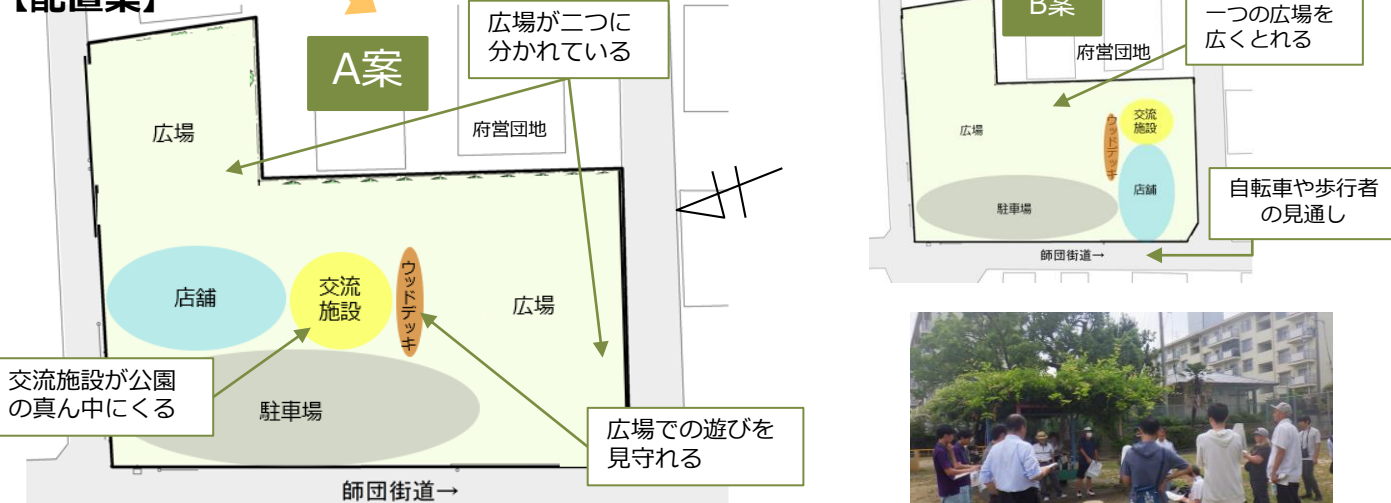 【配置案】
A案
広場が二つに
分かれている
府営団地
広場
店舗
交流
施設
ウッドデッキ
広場
駐車場
交流施設が公園
の真ん中にくる
広場での遊びを
見守れる
師団街道→
B案
一つの広場を
広くとれる
府営団地
広場
ウッドデッキ
交流
施設
店舗
駐車場
自転車や歩行者
の見通し
師団街道→